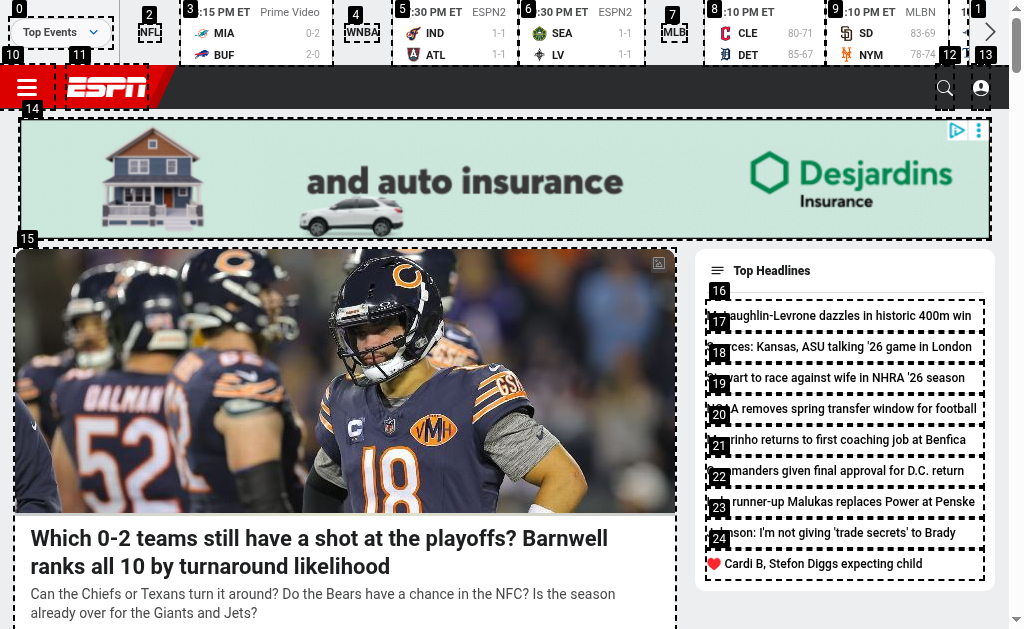 0
Top Events
2
NFL
3
:15 PM ET Prime Video
MIA 0-2
BUF 2-0
4
WNBA
5
:30 PM ET ESPN2
IND 1-1
ATL 1-1
6
:30 PM ET ESPN2
SEA 1-1
LV 1-1
7
MLB
8
:10 PM ET
CLE 80-71
DET 85-67
9
:10 PM ET MLBN
SD 83-69
NYM 78-74
10
11
ESPN
12
13
14
and auto insurance
Desjardins
Insurance
15
DALMAN
52
C
VMH
GSH
18
Which 0-2 teams still have a shot at the playoffs? Barnwell
ranks all 10 by turnaround likelihood
Can the Chiefs or Texans turn it around? Do the Bears have a chance in the NFC? Is the season
already over for the Giants and Jets?
Top Headlines
16
aughlin-Levrone dazzles in historic 400m win
17
rces: Kansas, ASU talking '26 game in London
18
wart to race against wife in NHRA '26 season
19
A removes spring transfer window for football
20
rinho returns to first coaching job at Benfica
21
manders given final approval for D.C. return
22
runner-up Malukas replaces Power at Penske
23
nson: I'm not giving 'trade secrets' to Brady
24
Cardi B, Stefon Diggs expecting child